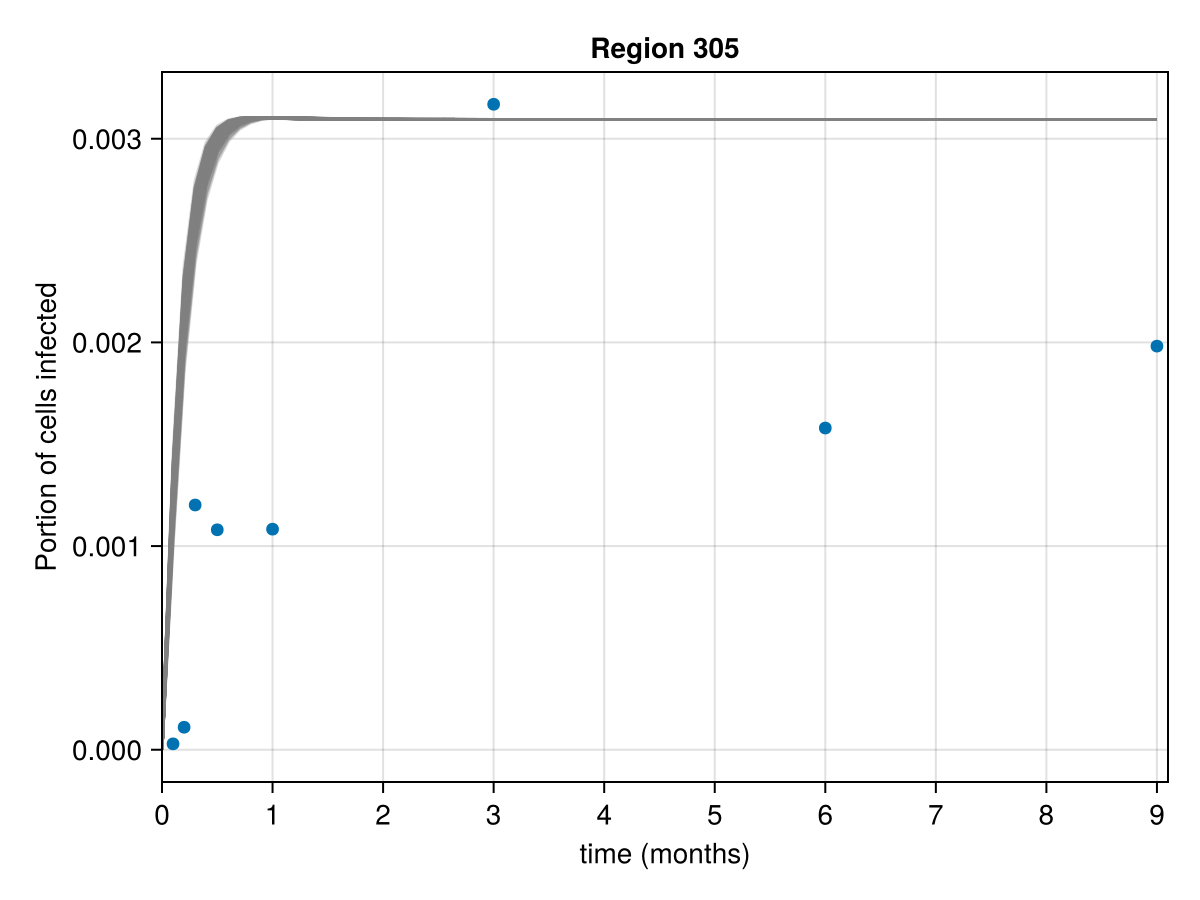 Region 305
Portion of cells infected
0.003
0.002
0.001
0.000
0 1 2 3 4 5 6 7 8 9
time (months)